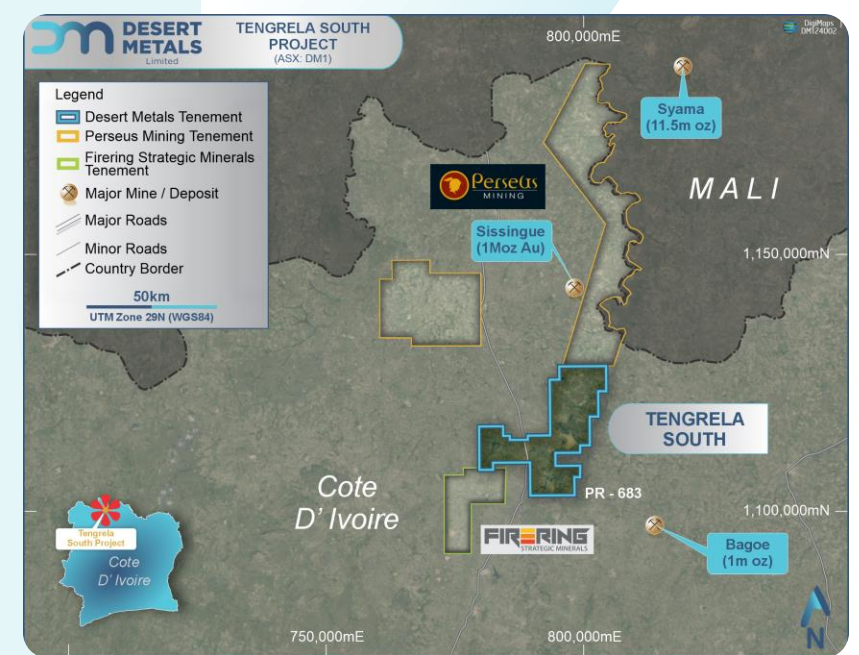 DESERT
METALS
Limited
TENGRELA SOUTH
PROJECT
(ASX: DM1)
800,000mE
DigiMaps
DMT24002
Legend
Desert Metals Tenement
Perseus Mining Tenement
Firering Strategic Minerals
Tenement
Major Mine / Deposit
Major Roads
Minor Roads
Country Border
50km
UTM Zone 29N (WGS84)
Syama
(11.5m oz)
Perseus
MINING
MALI
Sissingue
(1Moz Au)
1,150,000mN
TENGRELA
SOUTH
PR - 683
Cote
D' Ivoire
1,100,000mN
FIRERING
STRATEGIC MINERALS
Bagoe
(1m oz)
Tengrela
South Project
Cote
D' Ivoire
750,000mE
800,000mE
N